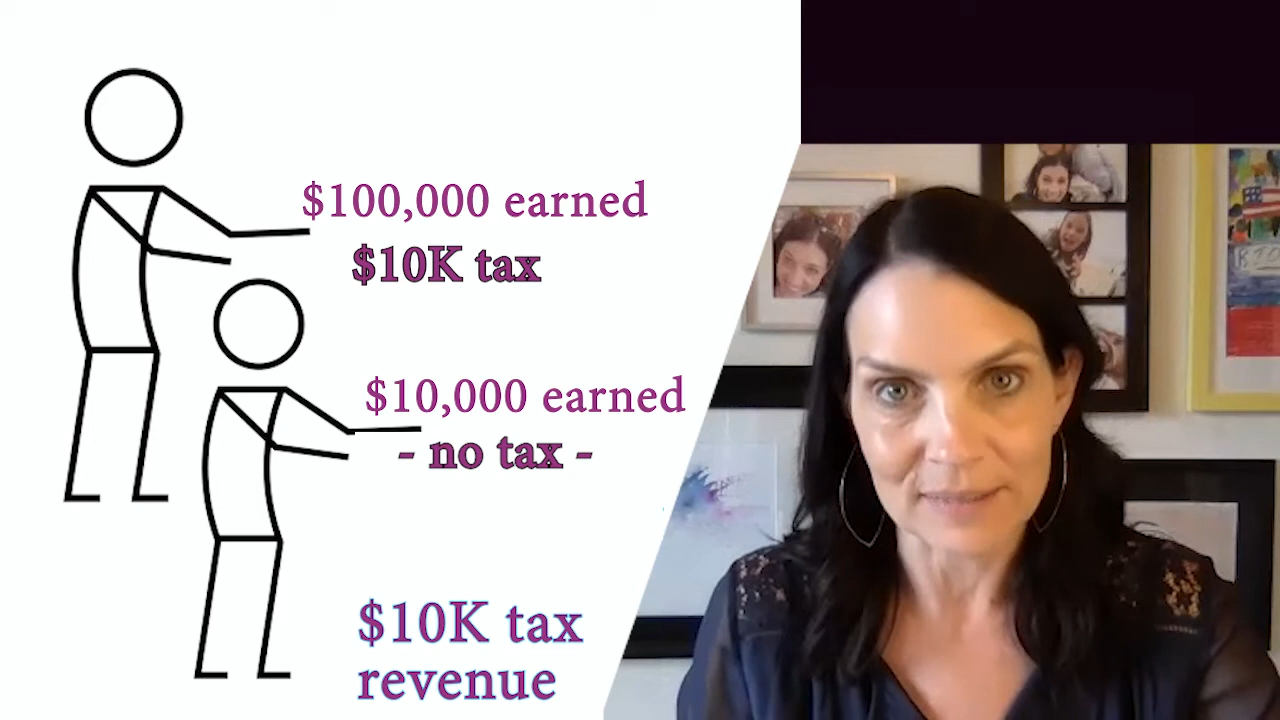 $100,000 earned
$10K tax
$10,000 earned
- no tax -
$10K tax
revenue